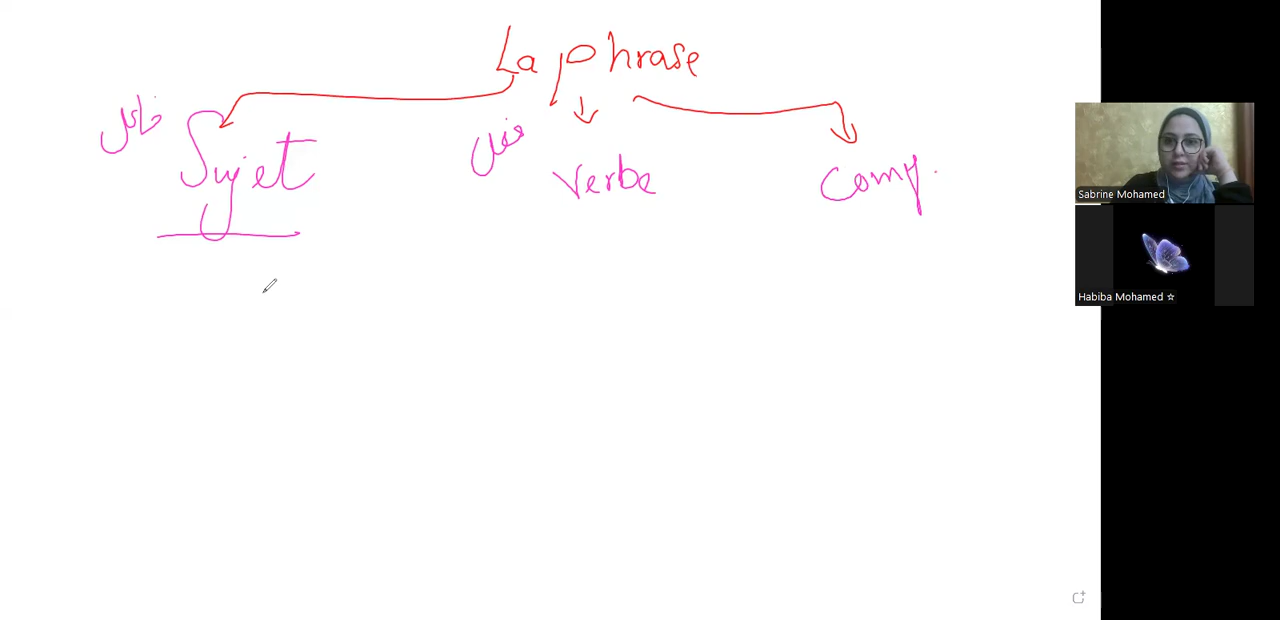 La phrase
فاعل Sujet فعل Verbe Comp.
Sabrine Mohamed
Habiba Mohamed ☆